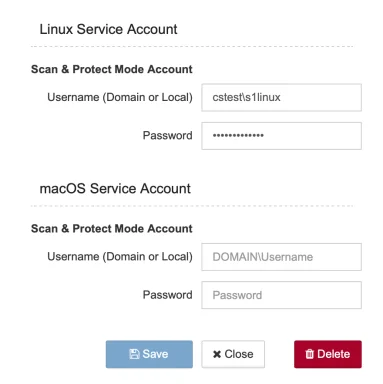 Linux Service Account
Scan & Protect Mode Account
Username (Domain or Local) cstest\s1linux
Password •••••••••••••
macOS Service Account
Scan & Protect Mode Account
Username (Domain or Local) DOMAIN\Username
Password Password
Save Close Delete